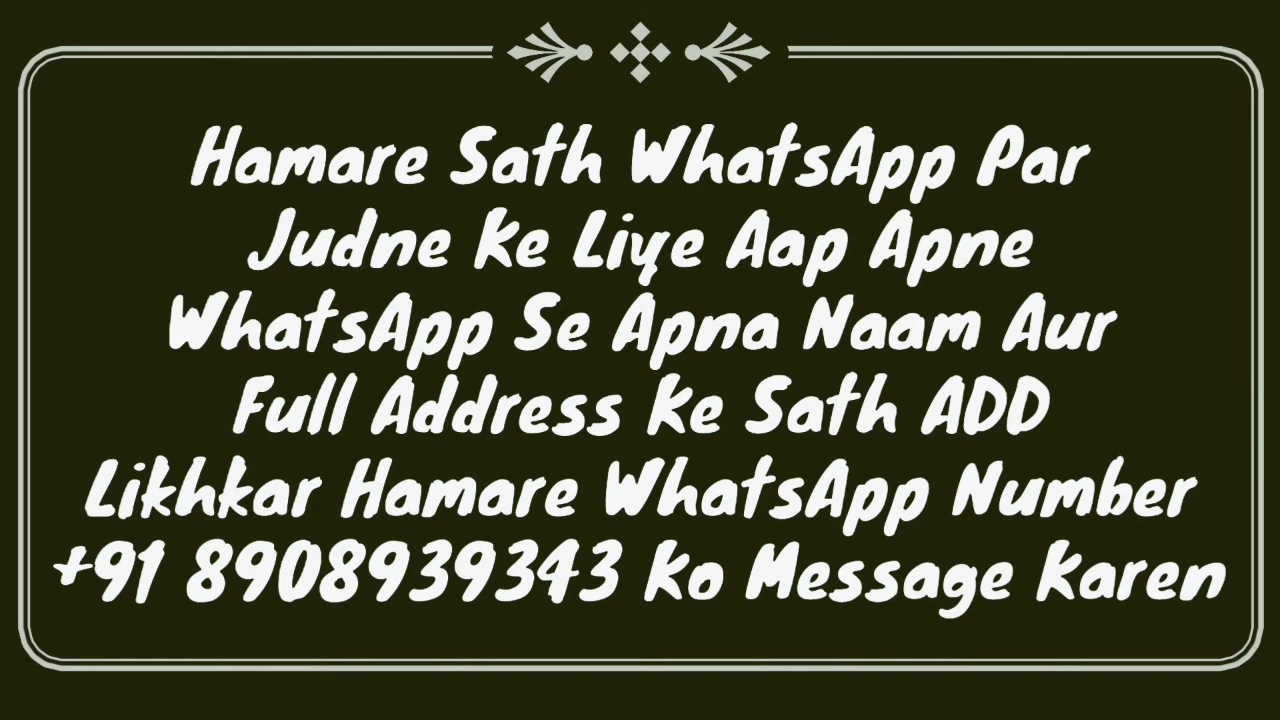 Hamare Sath WhatsApp Par
Judne Ke Liye Aap Apne
WhatsApp Se Apna Naam Aur
Full Address Ke Sath ADD
Likhkar Hamare WhatsApp Number
+91 8908939343 Ko Message Karen